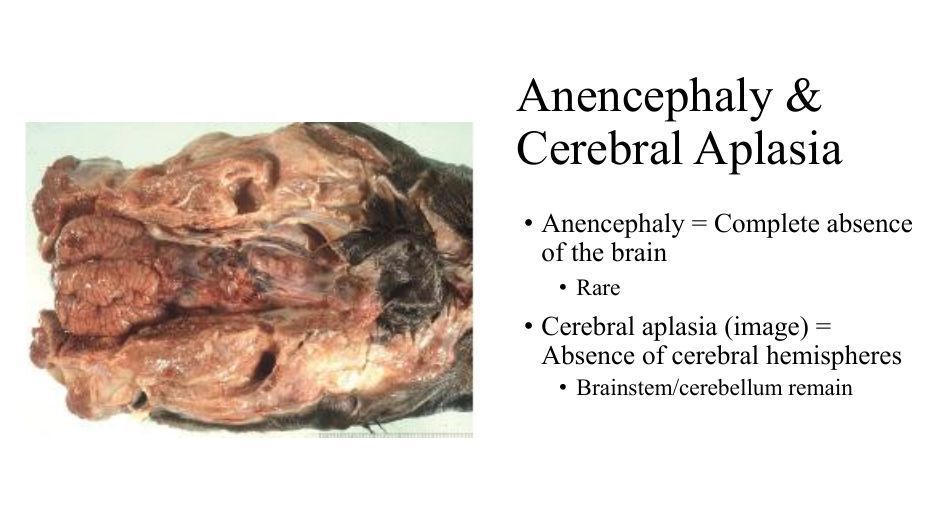 Anencephaly &
Cerebral Aplasia
• Anencephaly = Complete absence
of the brain
• Rare
• Cerebral aplasia (image) =
Absence of cerebral hemispheres
• Brainstem/cerebellum remain